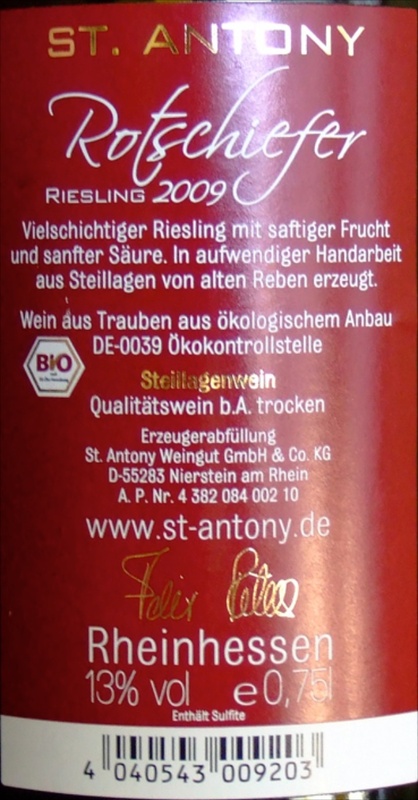 ST. ANTONY
Rotschiefer
RIESLING 2009
Vielschichtiger Riesling mit saftiger Frucht
und sanfter Säure. In aufwendiger Handarbeit
aus Steillagen von alten Reben erzeugt.
Wein aus Trauben aus ökologischem Anbau
DE-0039 Ökokontrollstelle
BIO
Steillagenwein
Qualitätswein b.A. trocken
Erzeugerabfüllung
St. Antony Weingut GmbH & Co. KG
D-55283 Nierstein am Rhein
A. P. Nr. 4 382 084 002 10
www.st-antony.de
Rheinhessen
13% vol e 0,75l
Enthält Sulfite
4 040543 009203